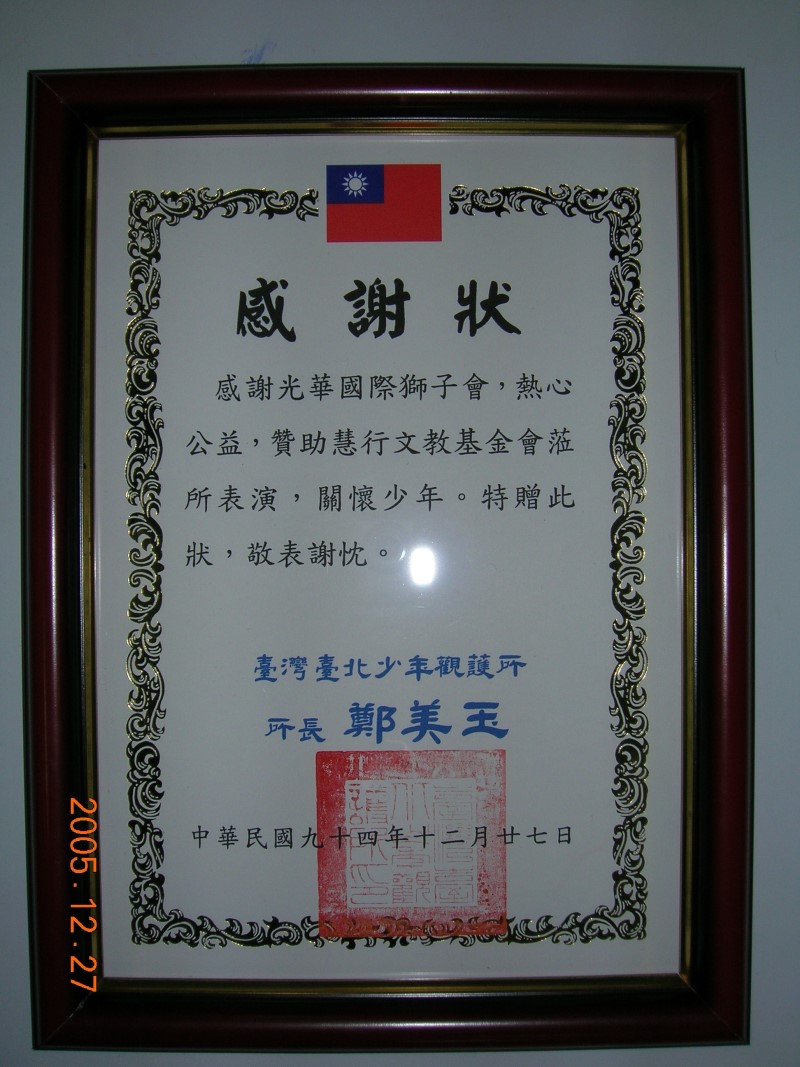 感謝狀
感謝光華國際獅子會，熱心
公益，贊助慧行文教基金會蒞
所表演，關懷少年。特贈此
狀，敬表謝忱。
臺灣臺北少年觀護所
所長 鄭美玉
中華民國九十四年十二月廿七日
2005.12.27